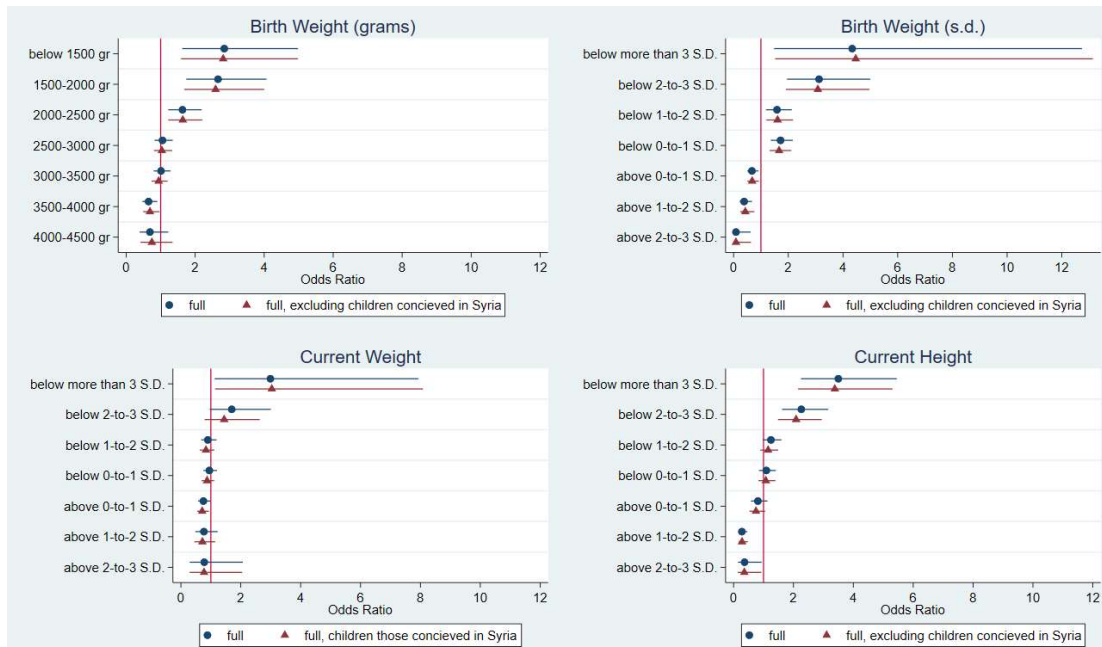 Birth Weight (grams)
below 1500 gr
1500-2000 gr
2000-2500 gr
2500-3000 gr
3000-3500 gr
3500-4000 gr
4000-4500 gr
0 2 4 6 8 10 12
Odds Ratio
full full, excluding children concieved in Syria
Birth Weight (s.d.)
below more than 3 S.D.
below 2-to-3 S.D.
below 1-to-2 S.D.
below 0-to-1 S.D.
above 0-to-1 S.D.
above 1-to-2 S.D.
above 2-to-3 S.D.
0 2 4 6 8 10 12
Odds Ratio
full full, excluding children concieved in Syria
Current Weight
below more than 3 S.D.
below 2-to-3 S.D.
below 1-to-2 S.D.
below 0-to-1 S.D.
above 0-to-1 S.D.
above 1-to-2 S.D.
above 2-to-3 S.D.
0 2 4 6 8 10 12
Odds Ratio
full full, children those concieved in Syria
Current Height
below more than 3 S.D.
below 2-to-3 S.D.
below 1-to-2 S.D.
below 0-to-1 S.D.
above 0-to-1 S.D.
above 1-to-2 S.D.
above 2-to-3 S.D.
0 2 4 6 8 10 12
Odds Ratio
full full, excluding children concieved in Syria